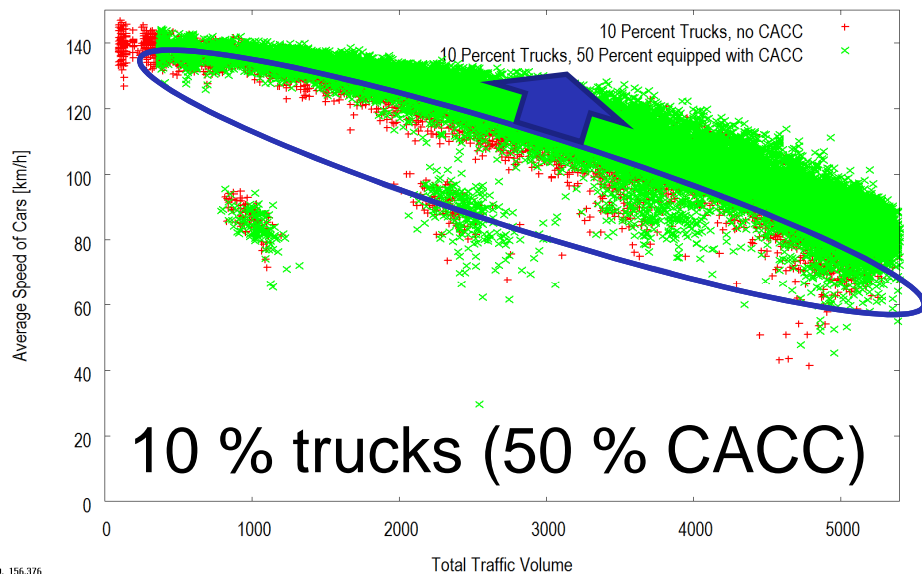 140
120
100
80
60
40
20
0
Average Speed of Cars [km/h]
10 Percent Trucks, no CACC
10 Percent Trucks, 50 Percent equipped with CACC
10 % trucks (50 % CACC)
0 1000 2000 3000 4000 5000
Total Traffic Volume
156.376